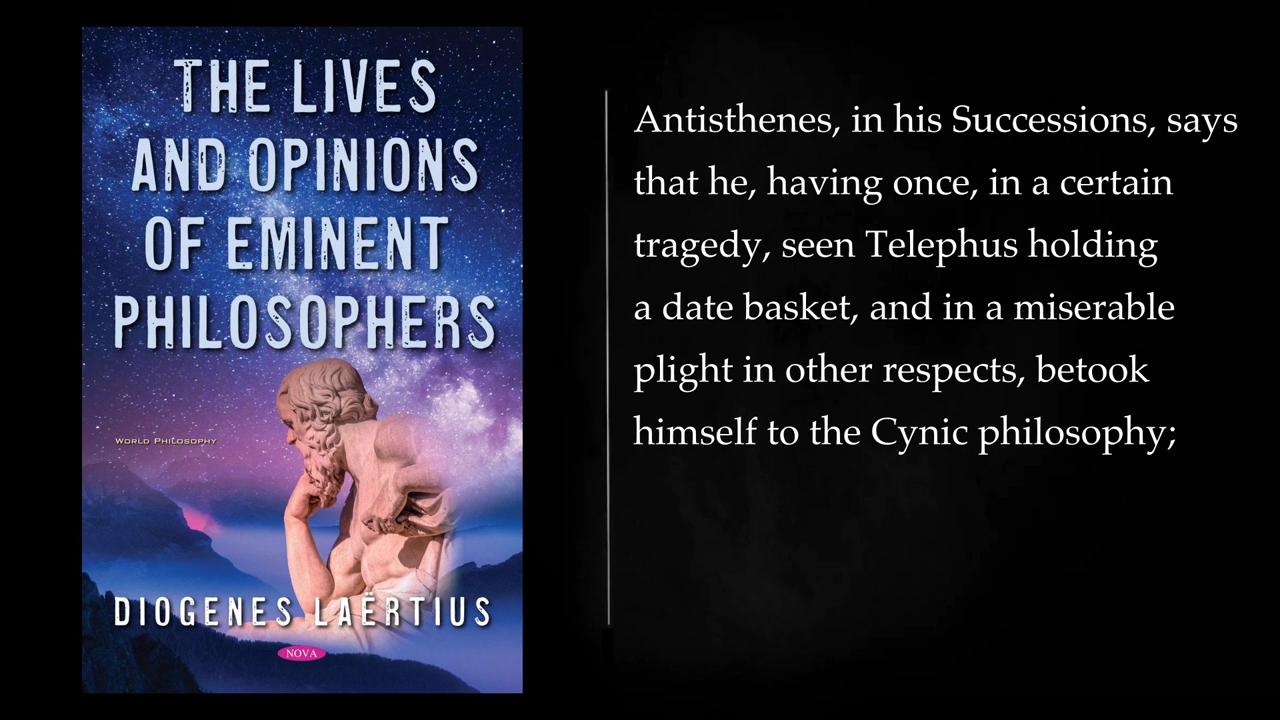 THE LIVES
AND OPINIONS
OF EMINENT
PHILOSOPHERS
WORLD PHILOSOPHY
DIOGENES LAËRTIUS
NOVA
Antisthenes, in his Successions, says
that he, having once, in a certain
tragedy, seen Telephus holding
a date basket, and in a miserable
plight in other respects, betook
himself to the Cynic philosophy;